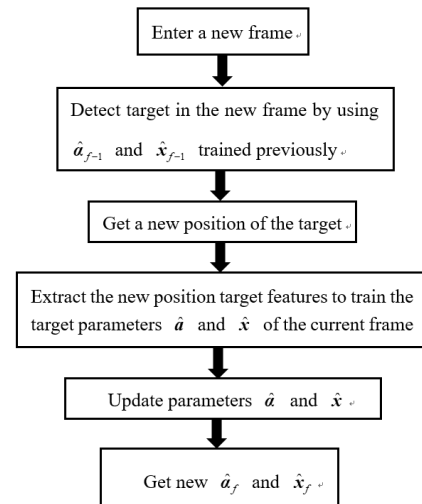 Enter a new frame
Detect target in the new frame by using
α̂_{f−1} and x̂_{f−1} trained previously
Get a new position of the target
Extract the new position target features to train the
target parameters α̂ and x̂ of the current frame
Update parameters α̂ and x̂
Get new α̂_f and x̂_f